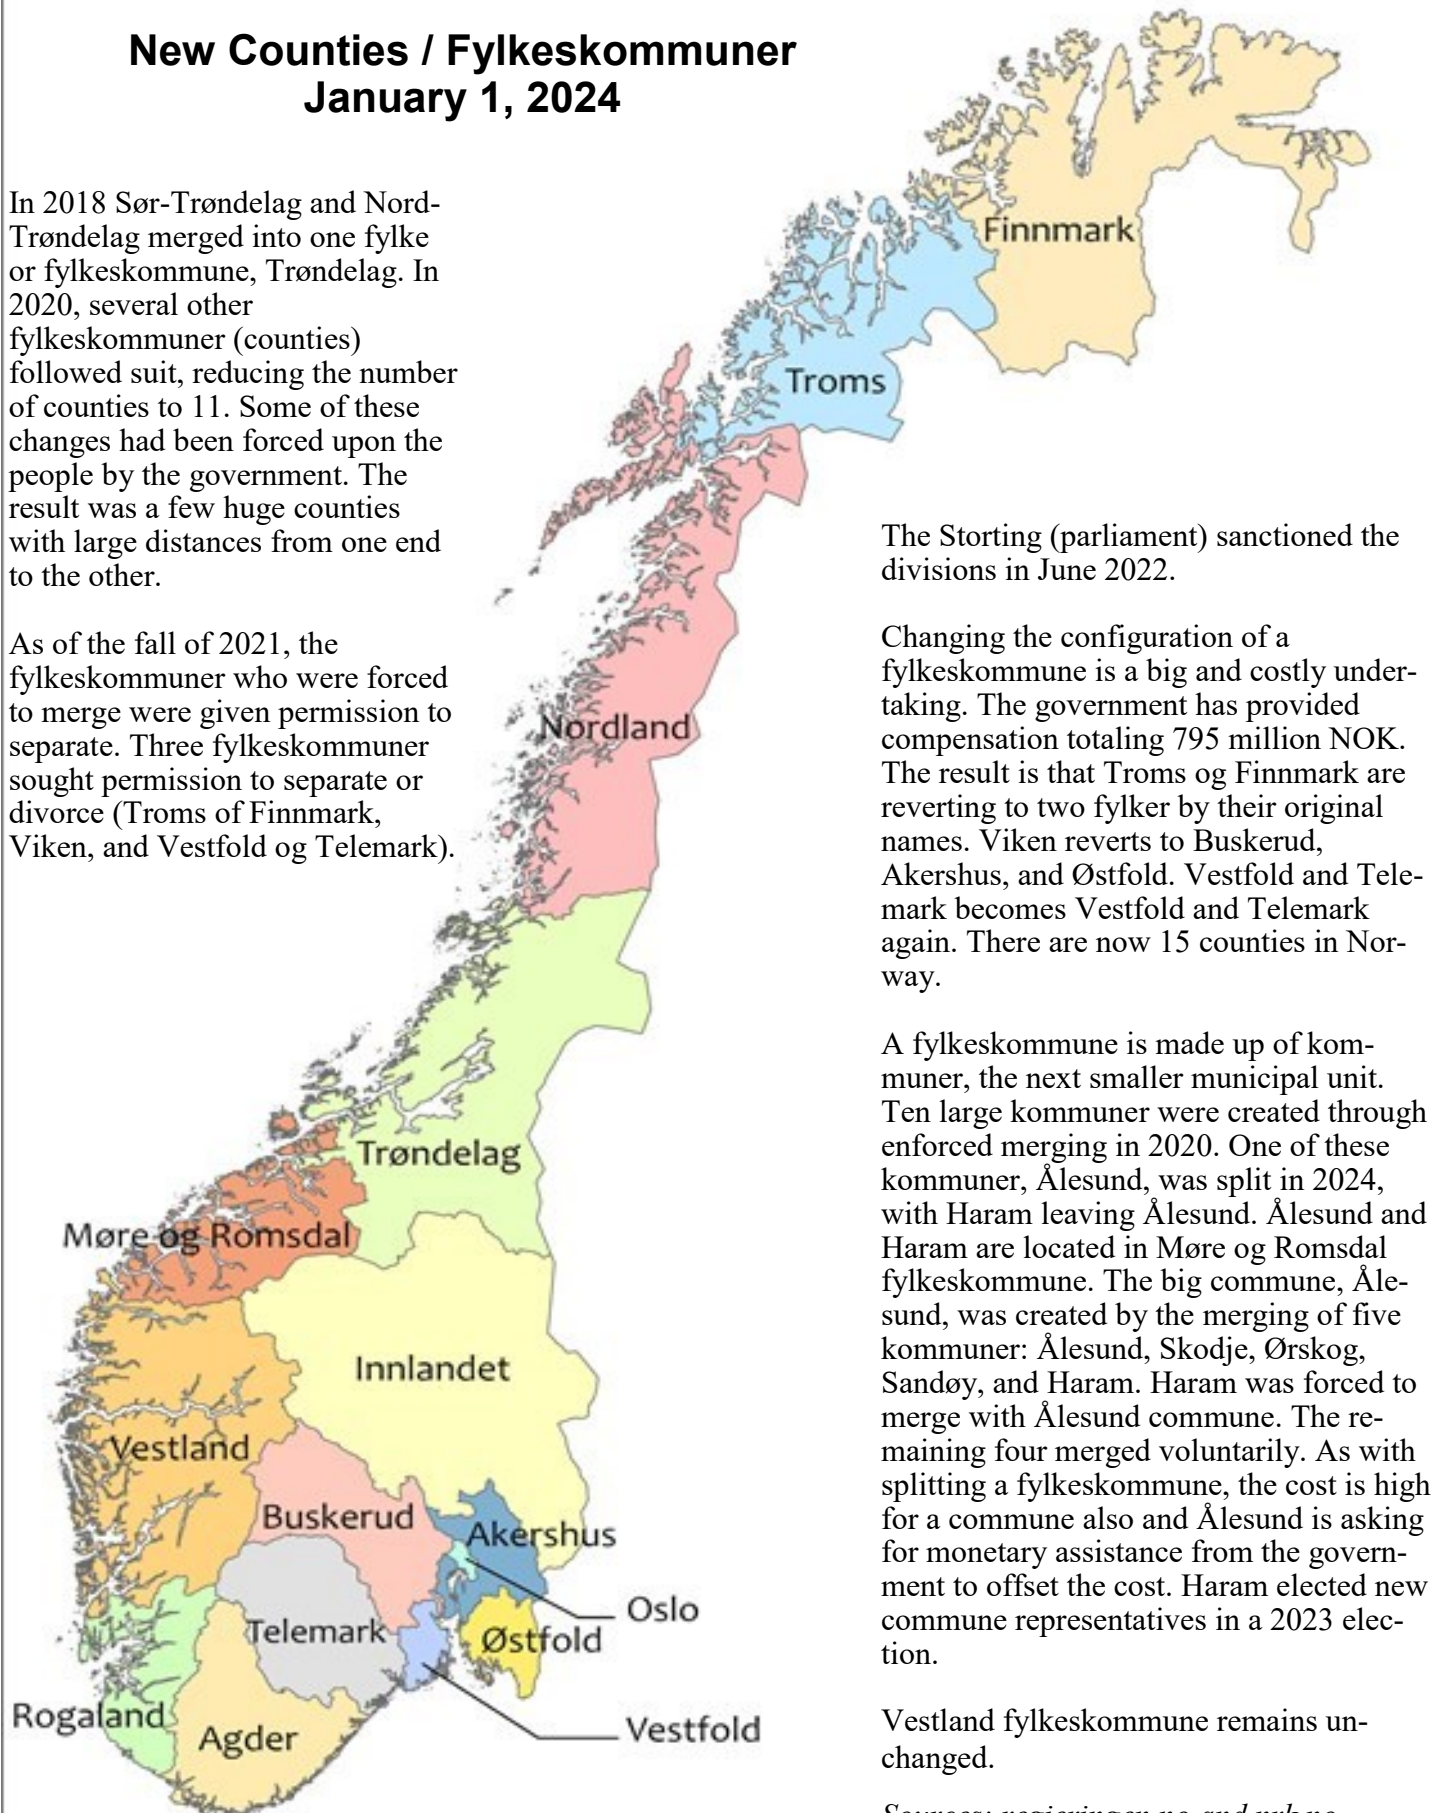 New Counties / Fylkeskommuner
January 1, 2024
In 2018 Sør-Trøndelag and Nord-
Trøndelag merged into one fylke
or fylkeskommune, Trøndelag. In
2020, several other
fylkeskommuner (counties)
followed suit, reducing the number
of counties to 11. Some of these
changes had been forced upon the
people by the government. The
result was a few huge counties
with large distances from one end
to the other.
As of the fall of 2021, the
fylkeskommuner who were forced
to merge were given permission to
separate. Three fylkeskommuner
sought permission to separate or
divorce (Troms of Finnmark,
Viken, and Vestfold og Telemark).
Finnmark
Troms
Nordland
Trøndelag
Møre og Romsdal
Innlandet
Vestland
Buskerud
Akershus
Oslo
Telemark
Østfold
Rogaland
Agder
Vestfold
The Storting (parliament) sanctioned the
divisions in June 2022.
Changing the configuration of a
fylkeskommune is a big and costly under-
taking. The government has provided
compensation totaling 795 million NOK.
The result is that Troms og Finnmark are
reverting to two fylker by their original
names. Viken reverts to Buskerud,
Akershus, and Østfold. Vestfold and Tele-
mark becomes Vestfold and Telemark
again. There are now 15 counties in Nor-
way.
A fylkeskommune is made up of kom-
muner, the next smaller municipal unit.
Ten large kommuner were created through
enforced merging in 2020. One of these
kommuner, Ålesund, was split in 2024,
with Haram leaving Ålesund. Ålesund and
Haram are located in Møre og Romsdal
fylkeskommune. The big commune, Åle-
sund, was created by the merging of five
kommuner: Ålesund, Skodje, Ørskog,
Sandøy, and Haram. Haram was forced to
merge with Ålesund commune. The re-
maining four merged voluntarily. As with
splitting a fylkeskommune, the cost is high
for a commune also and Ålesund is asking
for monetary assistance from the govern-
ment to offset the cost. Haram elected new
commune representatives in a 2023 elec-
tion.
Vestland fylkeskommune remains un-
changed.
Sources: and